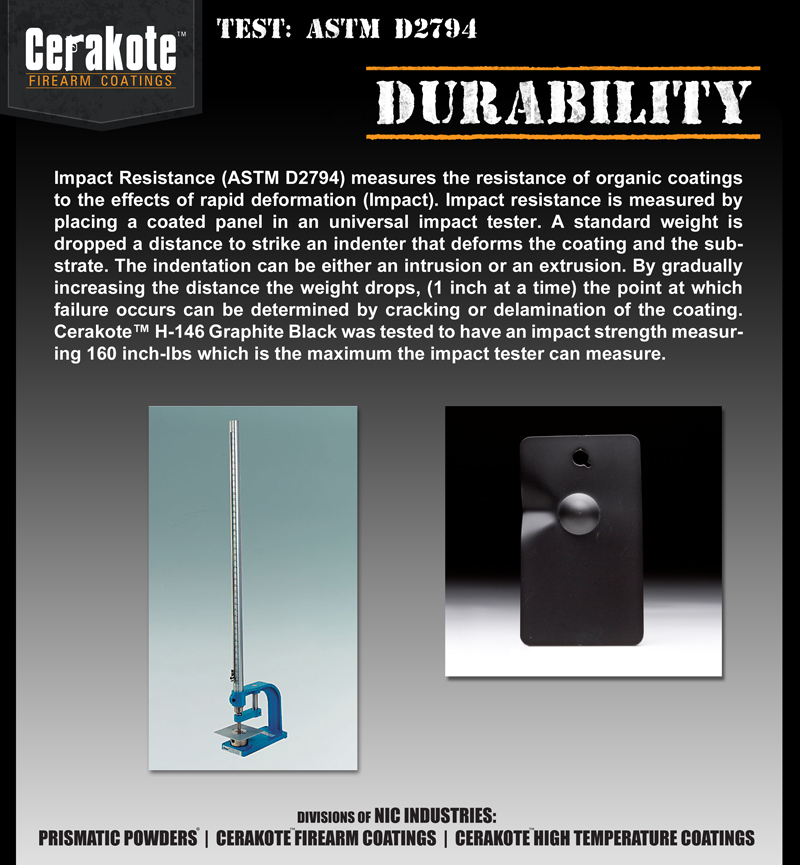 Cerakote™
FIREARM COATINGS
TEST: ASTM D2794
DURABILITY
Impact Resistance (ASTM D2794) measures the resistance of organic coatings
to the effects of rapid deformation (Impact). Impact resistance is measured by
placing a coated panel in an universal impact tester. A standard weight is
dropped a distance to strike an indenter that deforms the coating and the sub-
strate. The indentation can be either an intrusion or an extrusion. By gradually
increasing the distance the weight drops, (1 inch at a time) the point at which
failure occurs can be determined by cracking or delamination of the coating.
Cerakote™ H-146 Graphite Black was tested to have an impact strength measur-
ing 160 inch-lbs which is the maximum the impact tester can measure.
DIVISIONS OF NIC INDUSTRIES:
PRISMATIC POWDERS® | CERAKOTE™ FIREARM COATINGS | CERAKOTE™ HIGH TEMPERATURE COATINGS